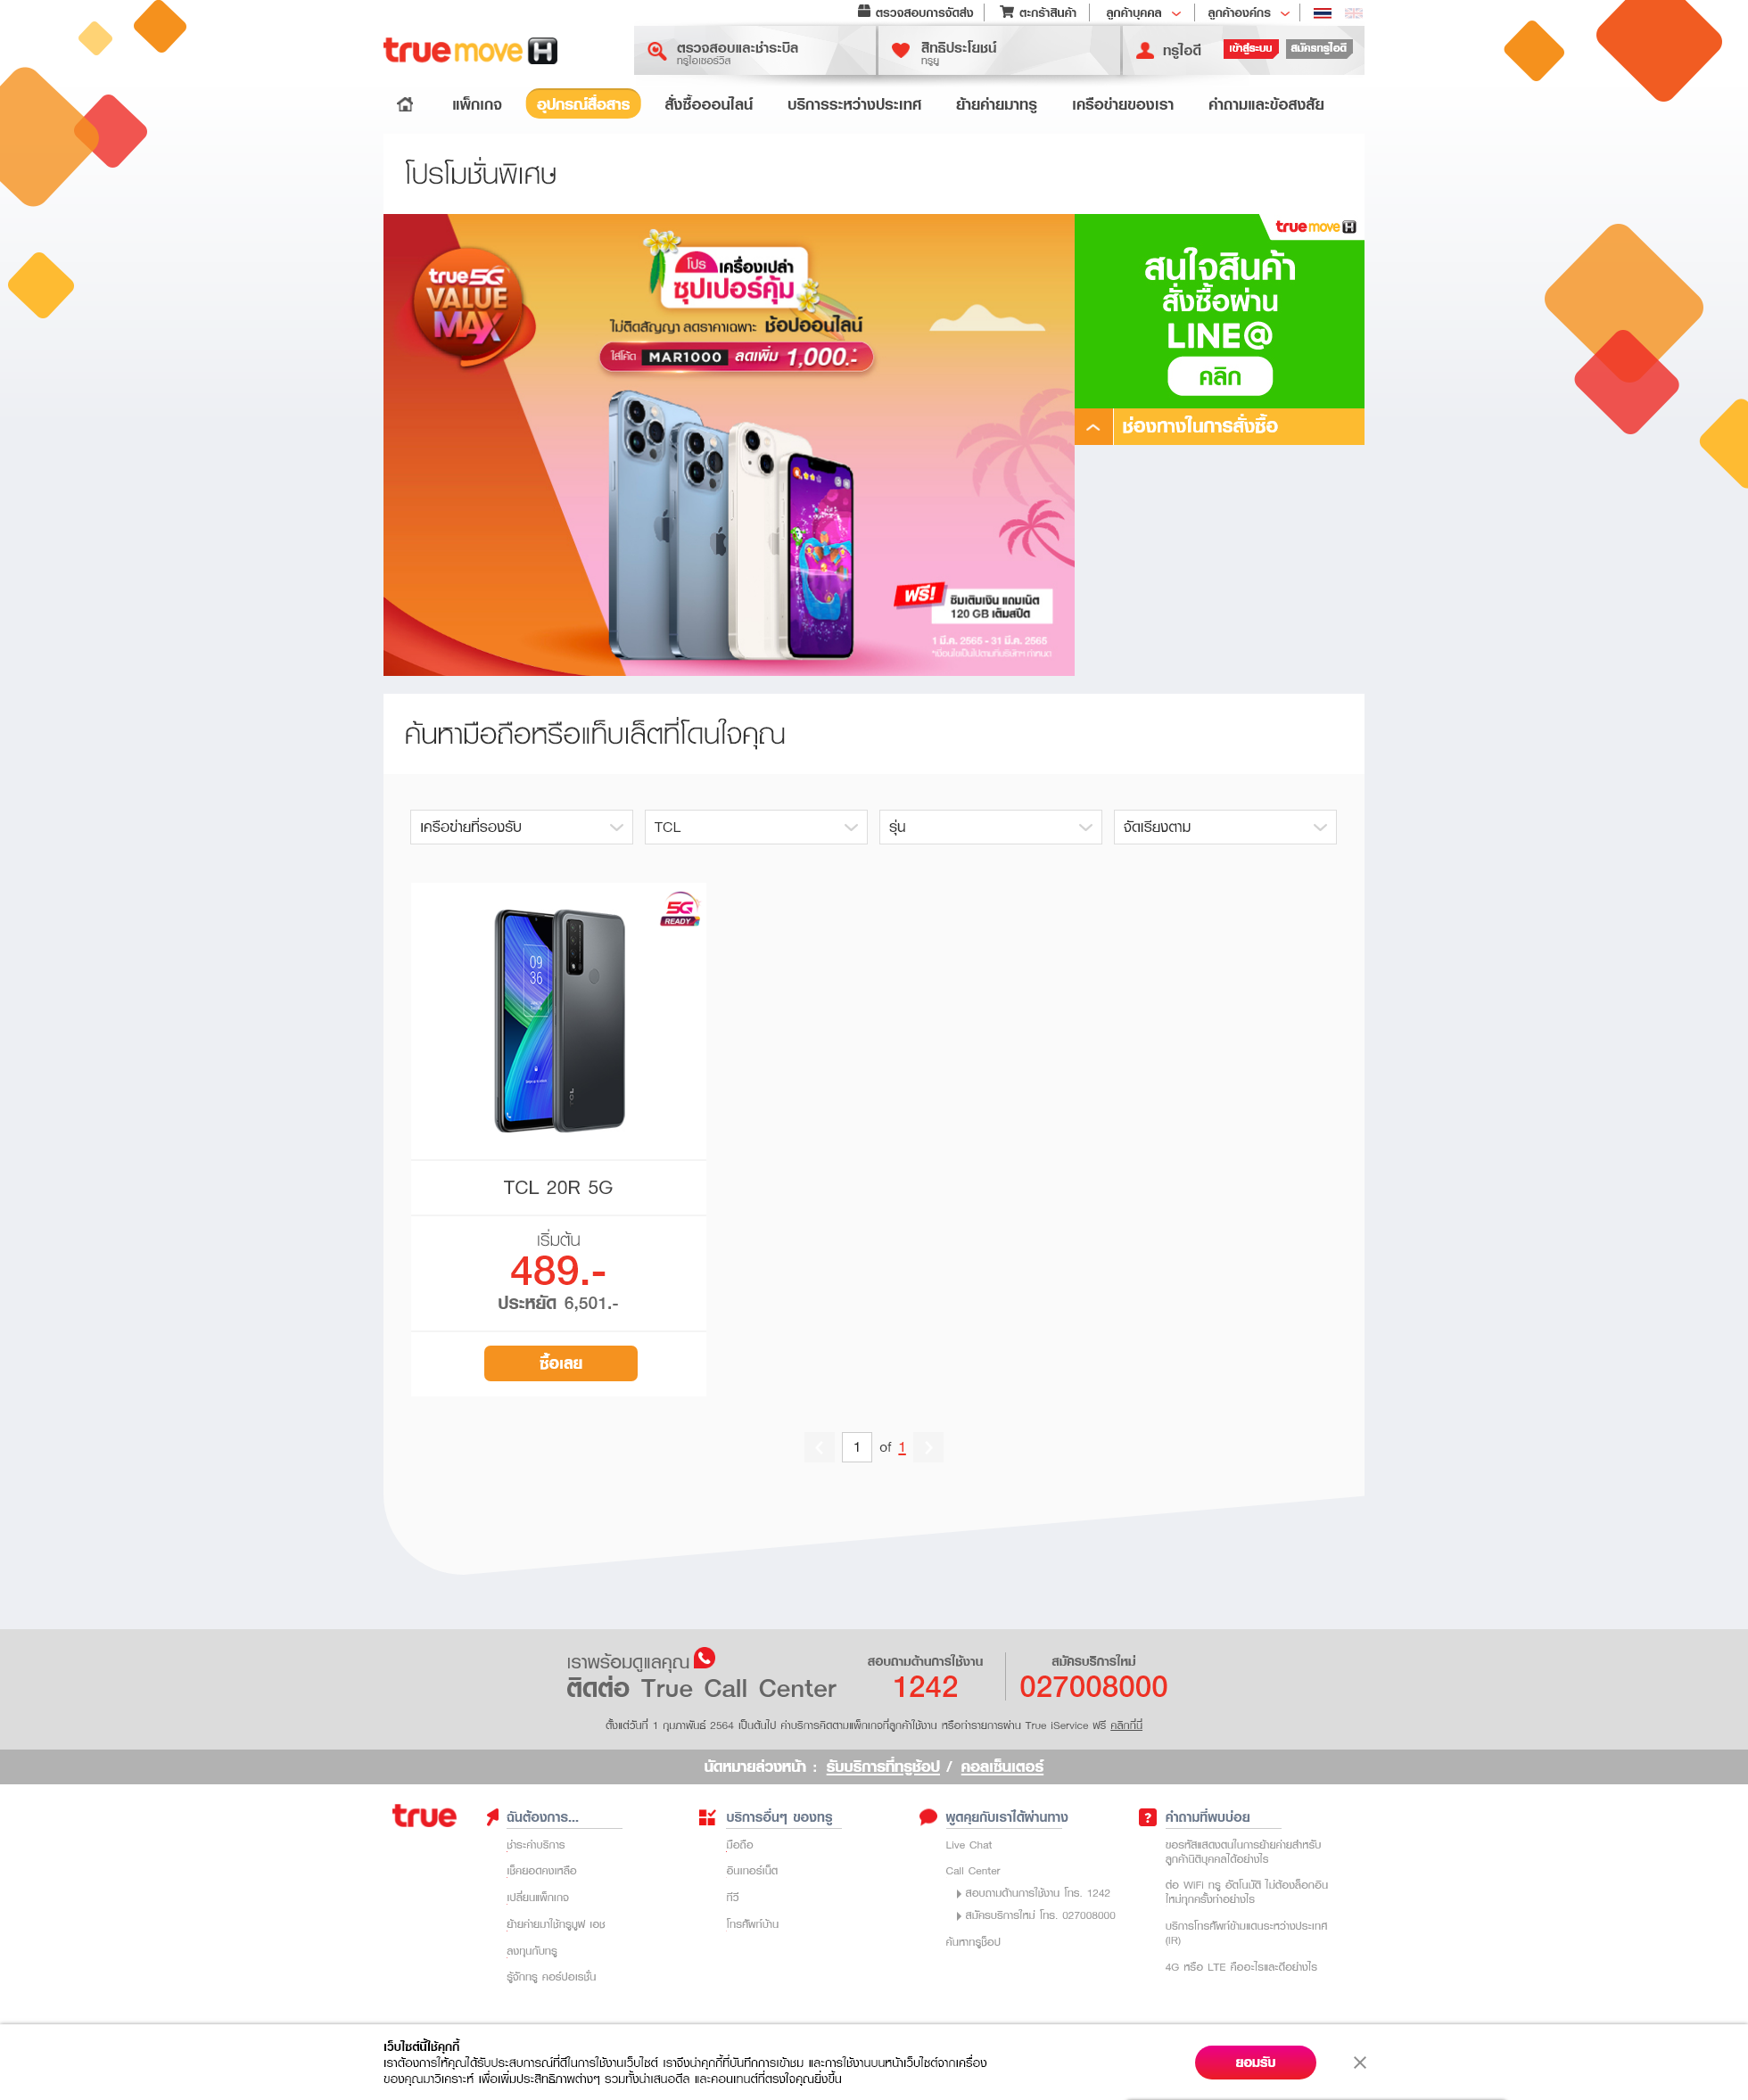 ตรวจสอบการจัดส่ง
ตะกร้าสินค้า
ลูกค้าบุคคล
ลูกค้าองค์กร
true move H
ตรวจสอบและชำระบิล
ทรูไอเซอร์วิส
สิทธิประโยชน์
ทรูยู
ทรูไอดี
เข้าสู่ระบบ
สมัครทรูไอดี
แพ็กเกจ
อุปกรณ์สื่อสาร
สั่งซื้อออนไลน์
บริการระหว่างประเทศ
ย้ายค่ายมาทรู
เครือข่ายของเรา
คำถามและข้อสงสัย
โปรโมชั่นพิเศษ
true 5G
VALUE
MAX
โปร เครื่องเปล่า
ซุปเปอร์คุ้ม
ไม่ติดสัญญา ลดราคาเฉพาะ ช้อปออนไลน์
ใส่โค้ด MAR1000 ลดเพิ่ม 1,000.-
ฟรี! ซิมเติมเงิน แถมเน็ต
120 GB เต็มสปีด
1 มี.ค. 2565 - 31 มี.ค. 2565
*เงื่อนไขเป็นไปตามที่บริษัทฯ กำหนด
true move H
สนใจสินค้า
สั่งซื้อผ่าน
LINE@
คลิก
ช่องทางในการสั่งซื้อ
ค้นหามือถือหรือแท็บเล็ตที่โดนใจคุณ
เครือข่ายที่รองรับ
TCL
รุ่น
จัดเรียงตาม
5G
READY
09
36
TCL
TCL 20R 5G
เริ่มต้น
489.-
ประหยัด 6,501.-
ซื้อเลย
1 of 1
เราพร้อมดูแลคุณ
ติดต่อ True Call Center
สอบถามด้านการใช้งาน
1242
สมัครบริการใหม่
027008000
ตั้งแต่วันที่ 1 กุมภาพันธ์ 2564 เป็นต้นไป ค่าบริการคิดตามแพ็กเกจที่ลูกค้าใช้งาน หรือทำรายการผ่าน True iService ฟรี คลิกที่นี่
นัดหมายล่วงหน้า : รับบริการที่ทรูช้อป / คอลเซ็นเตอร์
true
ฉันต้องการ...
ชำระค่าบริการ
เช็คยอดคงเหลือ
เปลี่ยนแพ็กเกจ
ย้ายค่ายมาใช้ทรูมูฟ เอช
ลงทุนกับทรู
รู้จักทรู คอร์ปอเรชั่น
บริการอื่นๆ ของทรู
มือถือ
อินเทอร์เน็ต
ทีวี
โทรศัพท์บ้าน
พูดคุยกับเราได้ผ่านทาง
Live Chat
Call Center
สอบถามด้านการใช้งาน โทร. 1242
สมัครบริการใหม่ โทร. 027008000
ค้นหาทรูช็อป
คำถามที่พบบ่อย
ขอรหัสแสดงตนในการย้ายค่ายสำหรับ
ลูกค้านิติบุคคลได้อย่างไร
ต่อ WiFi ทรู อัตโนมัติ ไม่ต้องล็อกอิน
ใหม่ทุกครั้งทำอย่างไร
บริการโทรศัพท์ข้ามแดนระหว่างประเทศ
(IR)
4G หรือ LTE คืออะไรและดีอย่างไร
เว็บไซต์นี้ใช้คุกกี้
เราต้องการให้คุณได้รับประสบการณ์ที่ดีในการใช้งานเว็บไซต์ เราจึงนำคุกกี้ที่บันทึกการเข้าชม และการใช้งานบนหน้าเว็บไซต์จากเครื่อง
ของคุณมาวิเคราะห์ เพื่อเพิ่มประสิทธิภาพต่างๆ รวมทั้งนำเสนอดีล และคอนเทนต์ที่ตรงใจคุณยิ่งขึ้น
ยอมรับ